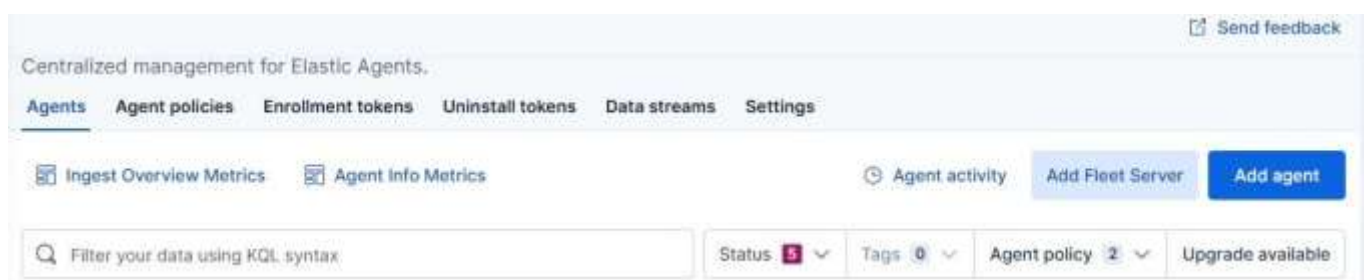 Send feedback
Centralized management for Elastic Agents.
Agents Agent policies Enrollment tokens Uninstall tokens Data streams Settings
Ingest Overview Metrics Agent Info Metrics Agent activity Add Fleet Server Add agent
Filter your data using KQL syntax Status 5 Tags 0 Agent policy 2 Upgrade available